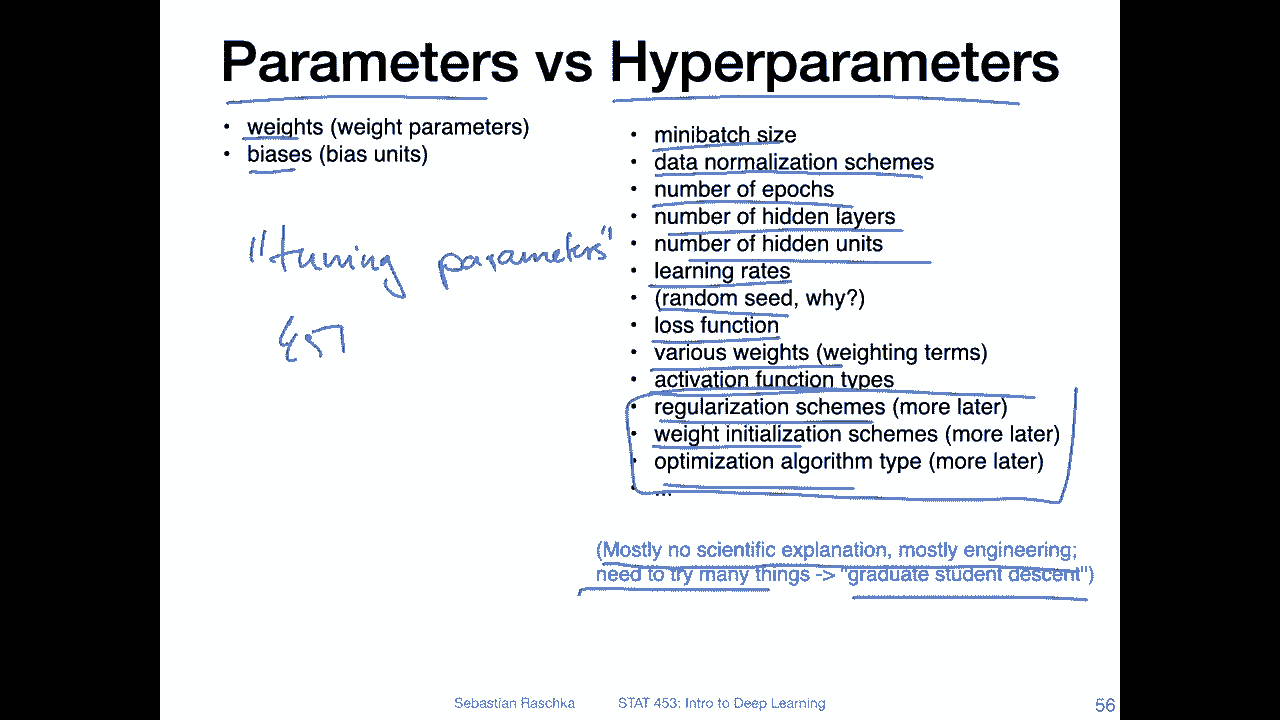 Parameters vs Hyperparameters
• weights (weight parameters)
• biases (bias units)
"tuning parameters"
451
• minibatch size
• data normalization schemes
• number of epochs
• number of hidden layers
• number of hidden units
• learning rates
• (random seed, why?)
• loss function
• various weights (weighting terms)
• activation function types
• regularization schemes (more later)
• weight initialization schemes (more later)
• optimization algorithm type (more later)
• ...
(Mostly no scientific explanation, mostly engineering;
need to try many things -> "graduate student descent")
Sebastian Raschka STAT 453: Intro to Deep Learning 56